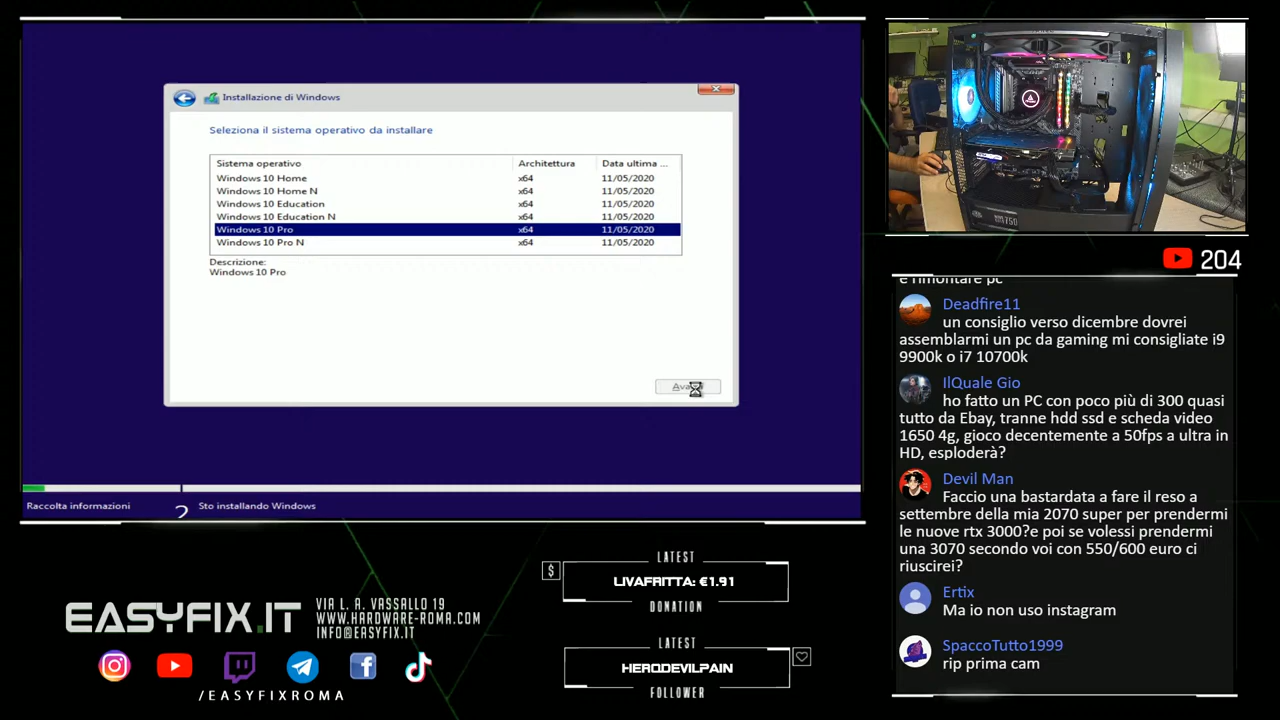 Installazione di Windows
Seleziona il sistema operativo da installare
Sistema operativo Architettura Data ultima ...
Windows 10 Home x64 11/05/2020
Windows 10 Home N x64 11/05/2020
Windows 10 Education x64 11/05/2020
Windows 10 Education N x64 11/05/2020
Windows 10 Pro x64 11/05/2020
Windows 10 Pro N x64 11/05/2020
Descrizione:
Windows 10 Pro
Raccolta informazioni 2 Sto installando Windows
204
e rimontare pc
Deadfire11
un consiglio verso dicembre dovrei
assemblarmi un pc da gaming mi consigliate i9
9900k o i7 10700k
IlQuale Gio
ho fatto un PC con poco più di 300 quasi
tutto da Ebay, tranne hdd ssd e scheda video
1650 4g, gioco decentemente a 50fps a ultra in
HD, esploderà?
Devil Man
Faccio una bastardata a fare il reso a
settembre della mia 2070 super per prendermi
le nuove rtx 3000?e poi se volessi prendermi
una 3070 secondo voi con 550/600 euro ci
riuscirei?
Ertix
Ma io non uso instagram
SpaccoTutto1999
rip prima cam
EASYFIX.IT
VIA L. A. VASSALLO 19
WWW.HARDWARE-ROMA.COM
INFO@EASYFIX.IT
/EASYFIXROMA
LATEST
$ LIVAFRITTA: €1.91
DONATION
LATEST
HERODEVILPAIN
FOLLOWER